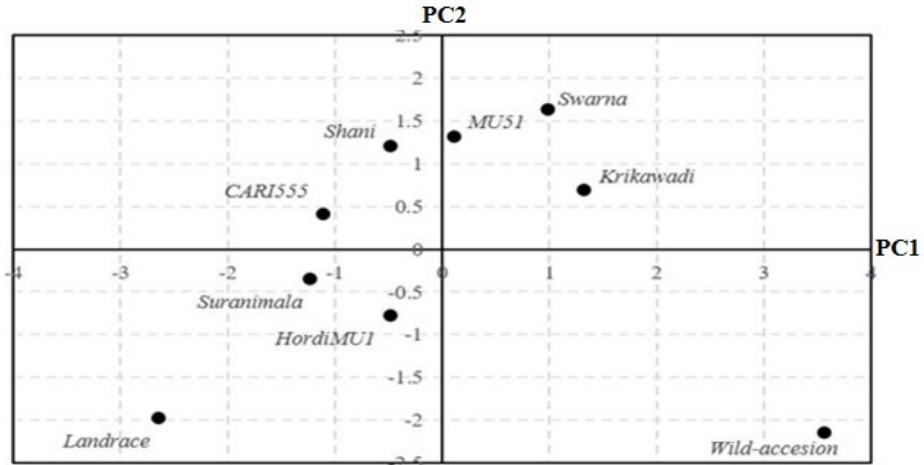 PC2
2.5
2
Swarna
1.5
MU51
Shani
1
Krikawadi
CARI555
0.5
0
PC1
-4 -3 -2 -1 0 1 2 3 4
Suranimala
-0.5
HordiMU1
-1
-1.5
-2
Landrace
Wild-accesion
-2.5